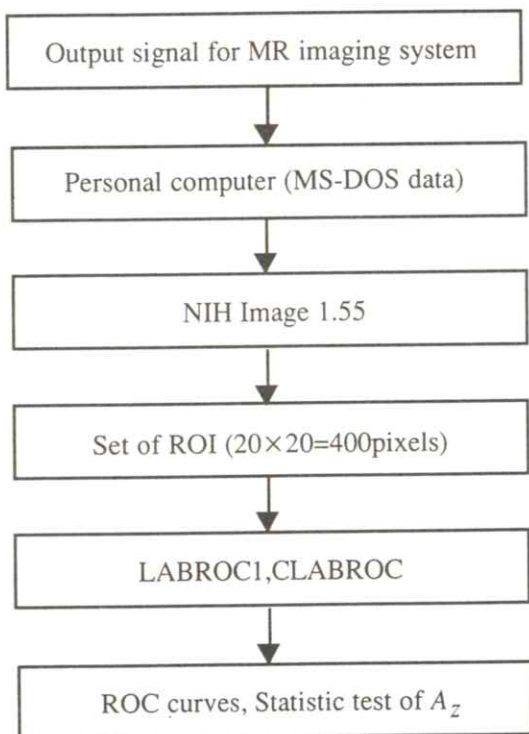 Output signal for MR imaging system
Personal computer (MS-DOS data)
NIH Image 1.55
Set of ROI (20×20=400pixels)
LABROC1,CLABROC
ROC curves, Statistic test of A_z